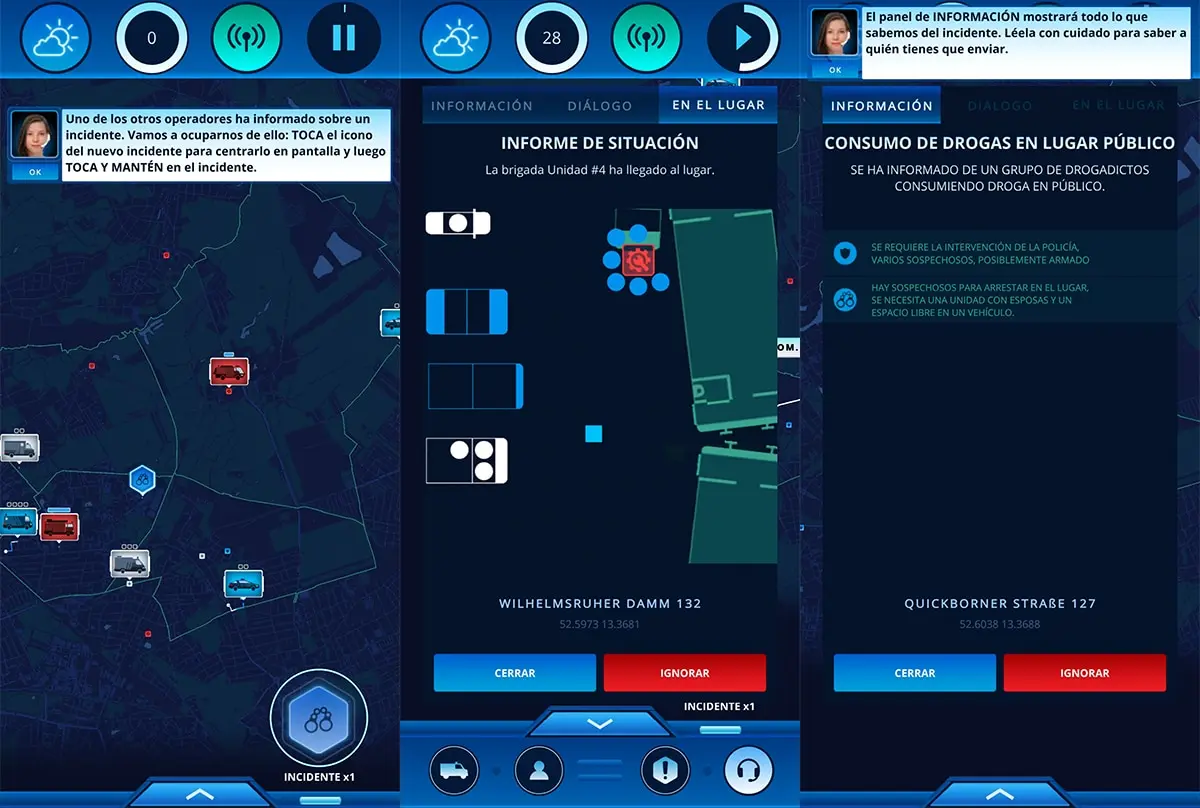 0
Uno de los otros operadores ha informado sobre un
incidente. Vamos a ocuparnos de ello: TOCA el icono
del nuevo incidente para centrarlo en pantalla y luego
TOCA Y MANTÉN en el incidente.
OK
INCIDENTE x1
28
INFORMACIÓN DIÁLOGO EN EL LUGAR
INFORME DE SITUACIÓN
La brigada Unidad #4 ha llegado al lugar.
OM.
WILHELMSRUHER DAMM 132
52.5973 13.3681
CERRAR IGNORAR
INCIDENTE x1
El panel de INFORMACIÓN mostrará todo lo que
sabemos del incidente. Léela con cuidado para saber a
quién tienes que enviar.
OK
INFORMACIÓN DIÁLOGO EN EL LUGAR
CONSUMO DE DROGAS EN LUGAR PÚBLICO
SE HA INFORMADO DE UN GRUPO DE DROGADICTOS
CONSUMIENDO DROGA EN PÚBLICO.
SE REQUIERE LA INTERVENCIÓN DE LA POLICÍA,
VARIOS SOSPECHOSOS, POSIBLEMENTE ARMADO
HAY SOSPECHOSOS PARA ARRESTAR EN EL LUGAR,
SE NECESITA UNA UNIDAD CON ESPOSAS Y UN
ESPACIO LIBRE EN UN VEHÍCULO.
QUICKBORNER STRAßE 127
52.6038 13.3688
CERRAR IGNORAR